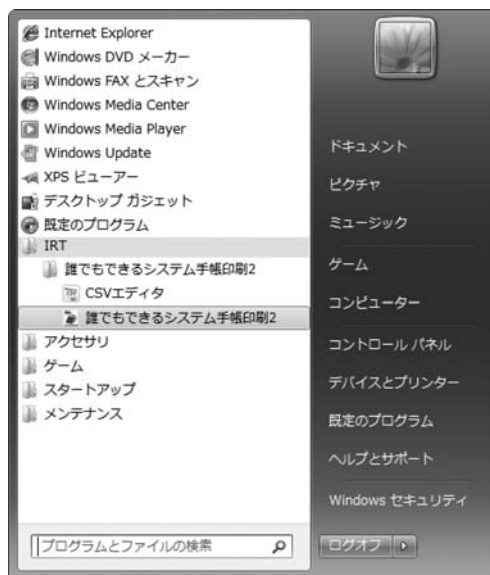 Internet Explorer
Windows DVD メーカー
Windows FAX とスキャン
Windows Media Center
Windows Media Player
Windows Update
XPS ビューアー
デスクトップ ガジェット
既定のプログラム
IRT
誰でもできるシステム手帳印刷2
CSVエディタ
誰でもできるシステム手帳印刷2
アクセサリ
ゲーム
スタートアップ
メンテナンス
プログラムとファイルの検索
ドキュメント
ピクチャ
ミュージック
ゲーム
コンピューター
コントロール パネル
デバイスとプリンター
既定のプログラム
ヘルプとサポート
Windows セキュリティ
ログオフ